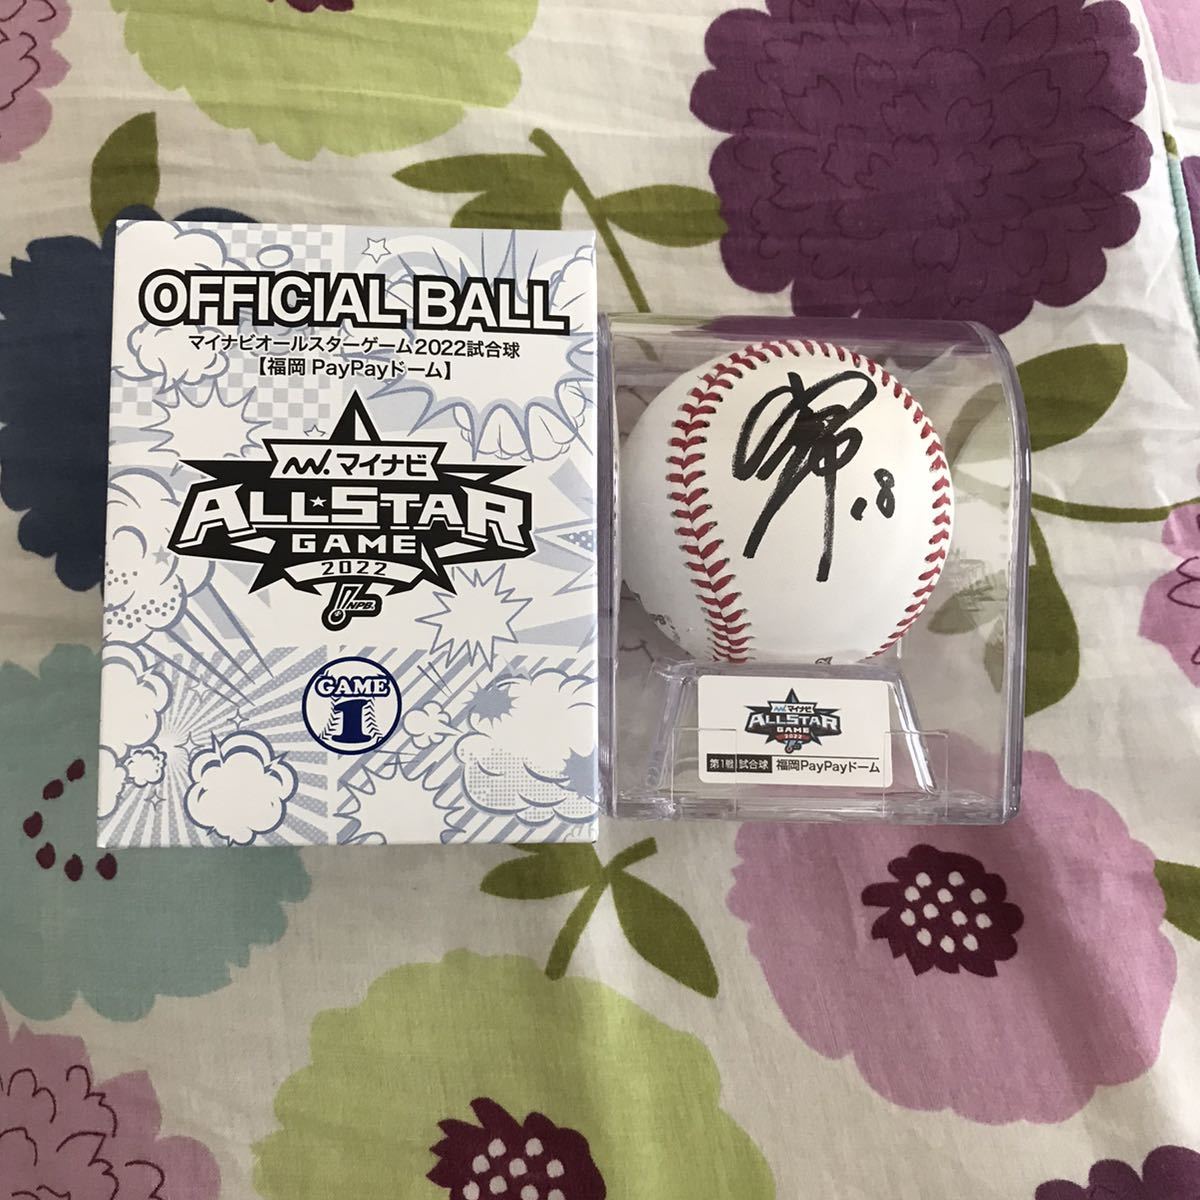 OFFICIAL BALL
マイナビオールスターゲーム2022試合球
【福岡 PayPayドーム】
マイナビ
ALL★STAR
GAME
2022
NPB
GAME
1
.8
マイナビ
ALLSTAR
GAME
2022
第1戦 試合球 福岡PayPayドーム